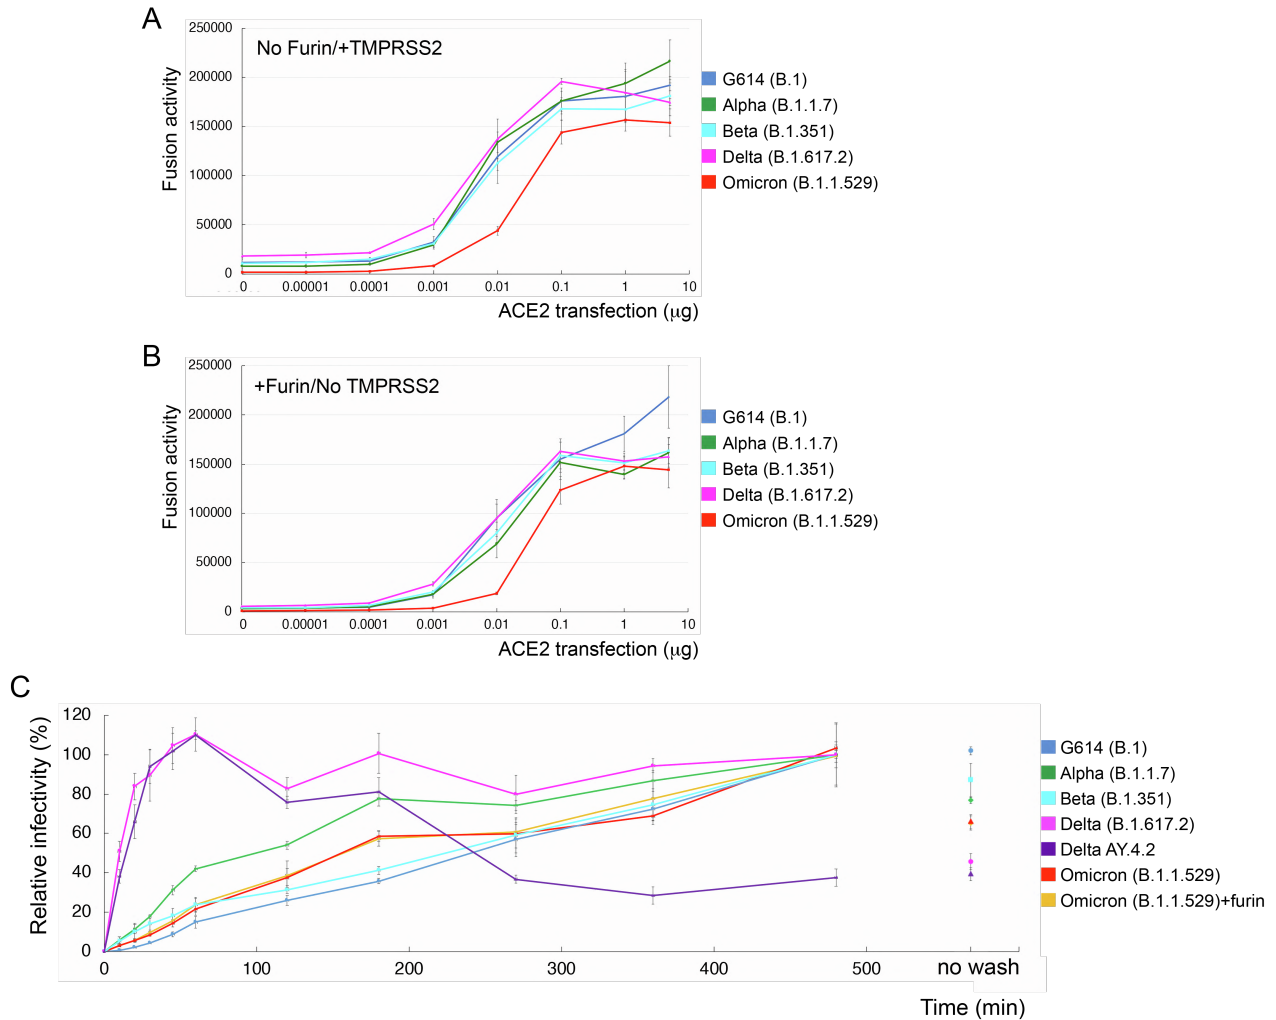 A
250000
No Furin/+TMPRSS2
200000
150000
100000
50000
0
Fusion activity
0 0.00001 0.0001 0.001 0.01 0.1 1 10
ACE2 transfection (μg)
G614 (B.1)
Alpha (B.1.1.7)
Beta (B.1.351)
Delta (B.1.617.2)
Omicron (B.1.1.529)
B
250000
+Furin/No TMPRSS2
200000
150000
100000
50000
0
Fusion activity
0 0.00001 0.0001 0.001 0.01 0.1 1 10
ACE2 transfection (μg)
G614 (B.1)
Alpha (B.1.1.7)
Beta (B.1.351)
Delta (B.1.617.2)
Omicron (B.1.1.529)
C
120
100
80
60
40
20
0
Relative infectivity (%)
0 100 200 300 400 500 no wash
Time (min)
G614 (B.1)
Alpha (B.1.1.7)
Beta (B.1.351)
Delta (B.1.617.2)
Delta AY.4.2
Omicron (B.1.1.529)
Omicron (B.1.1.529)+furin